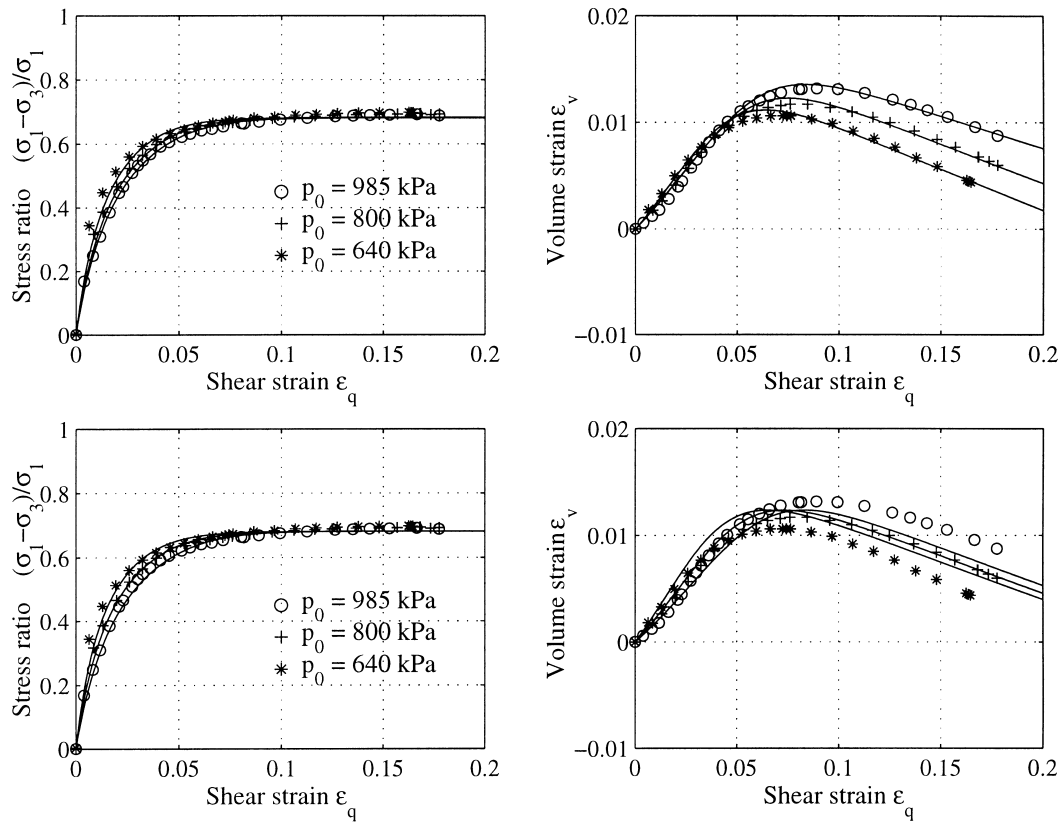 1
0.8
0.6
0.4
0.2
0
0 0.05 0.1 0.15 0.2
Stress ratio (σ1−σ3)/σ1
Shear strain εq
p0 = 985 kPa
p0 = 800 kPa
p0 = 640 kPa
0.02
0.01
0
−0.01
0 0.05 0.1 0.15 0.2
Volume strain εv
Shear strain εq
1
0.8
0.6
0.4
0.2
0
0 0.05 0.1 0.15 0.2
Stress ratio (σ1−σ3)/σ1
Shear strain εq
p0 = 985 kPa
p0 = 800 kPa
p0 = 640 kPa
0.02
0.01
0
−0.01
0 0.05 0.1 0.15 0.2
Volume strain εv
Shear strain εq